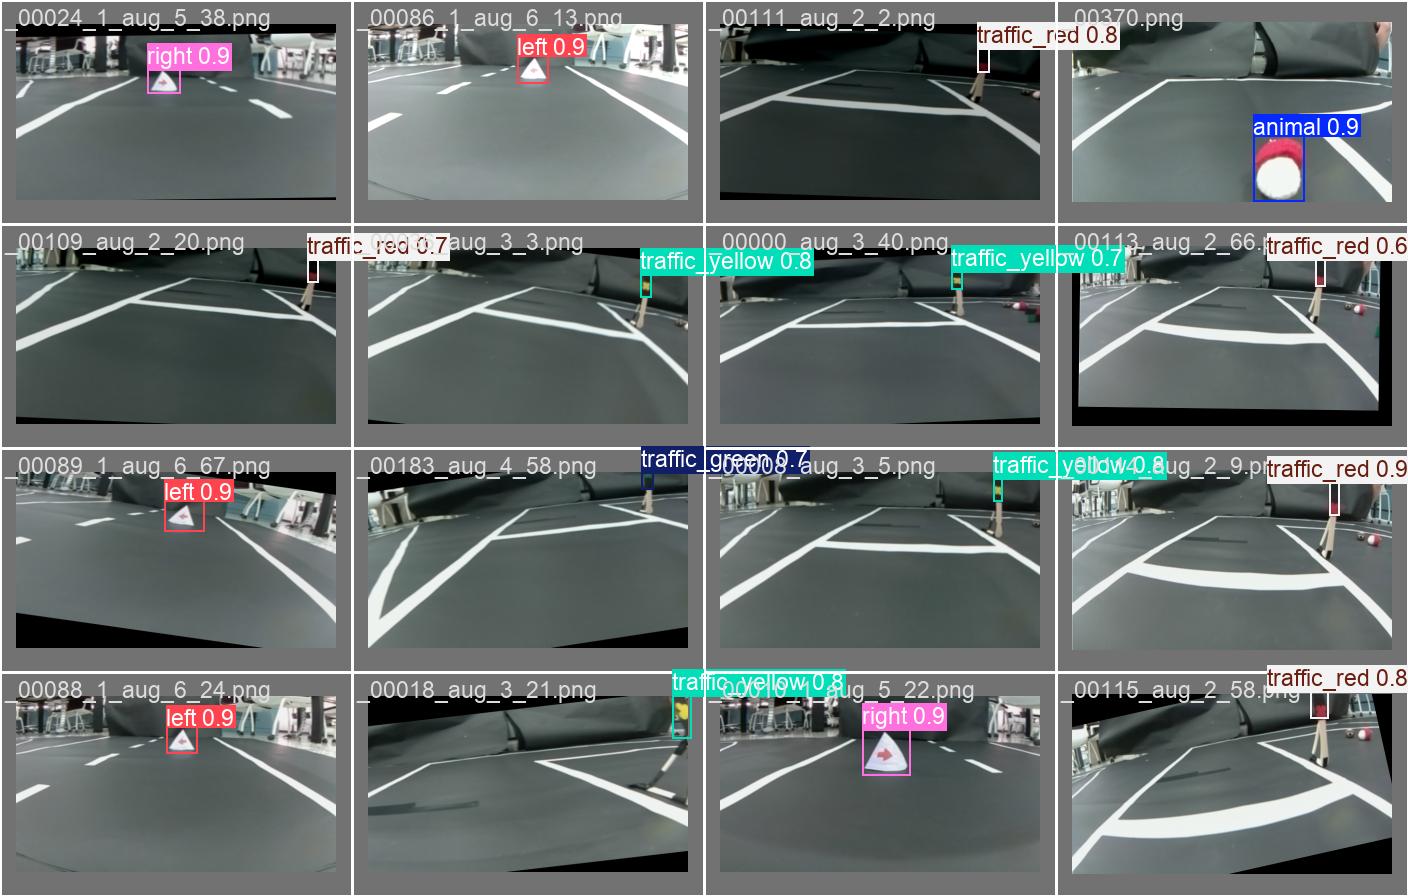 _00024_1_aug_5_38.png
right 0.9
_00086_1_aug_6_13.png
left 0.9
_00111_aug_2_2.png
traffic_red 0.8
_00370.png
animal 0.9
_00109_aug_2_20.png
traffic_red 0.7
aug_3_3.png
traffic_yellow 0.8
_00000_aug_3_40.png
traffic_yellow 0.7
_00113_aug_2_66.png
traffic_red 0.6
_00089_1_aug_6_67.png
left 0.9
_00183_aug_4_58.png
traffic_green 0.7
_00008_aug_3_5.png
traffic_yellow 0.8
aug_2_9.png
traffic_red 0.9
_00088_1_aug_6_24.png
left 0.9
_00018_aug_3_21.png
traffic_yellow 0.8
aug_5_22.png
right 0.9
_00115_aug_2_58.png
traffic_red 0.8